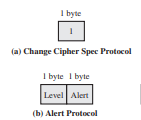 1 byte
1
(a) Change Cipher Spec Protocol
1 byte 1 byte
Level Alert
(b) Alert Protocol